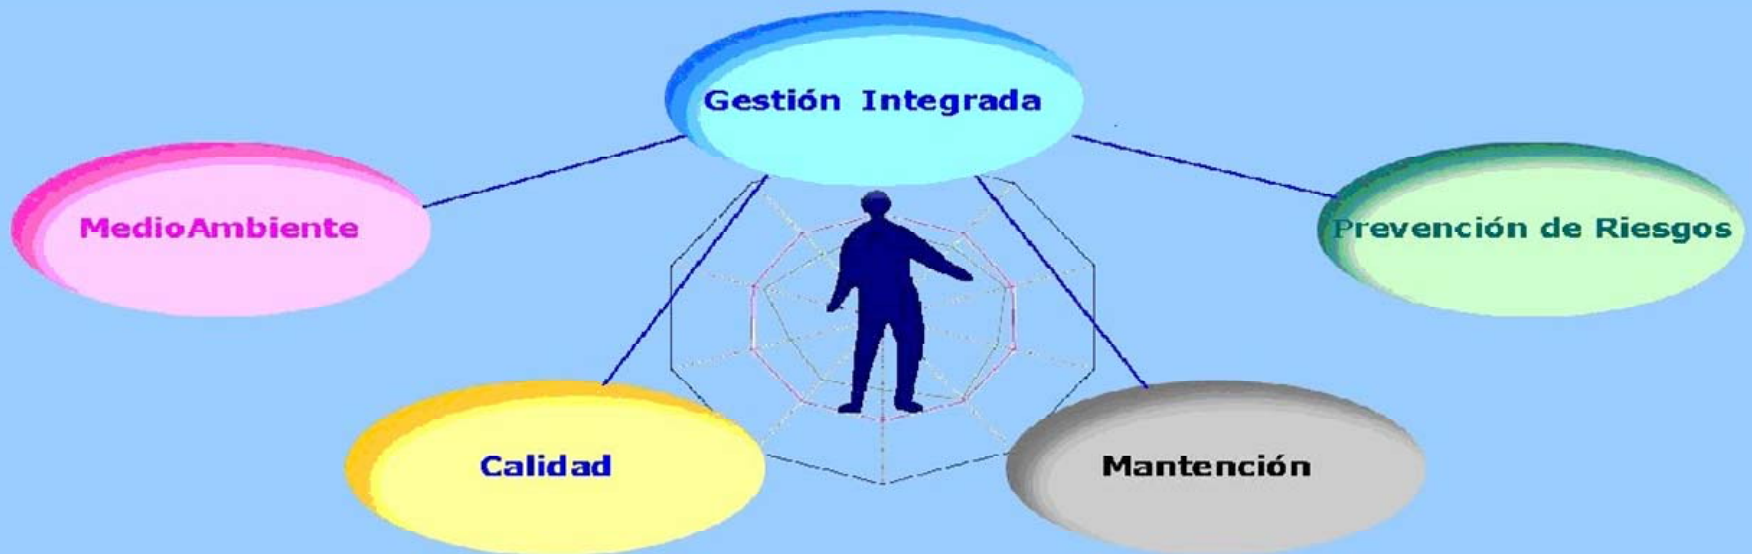 Gestión Integrada
MedioAmbiente
Prevención de Riesgos
Calidad
Mantención